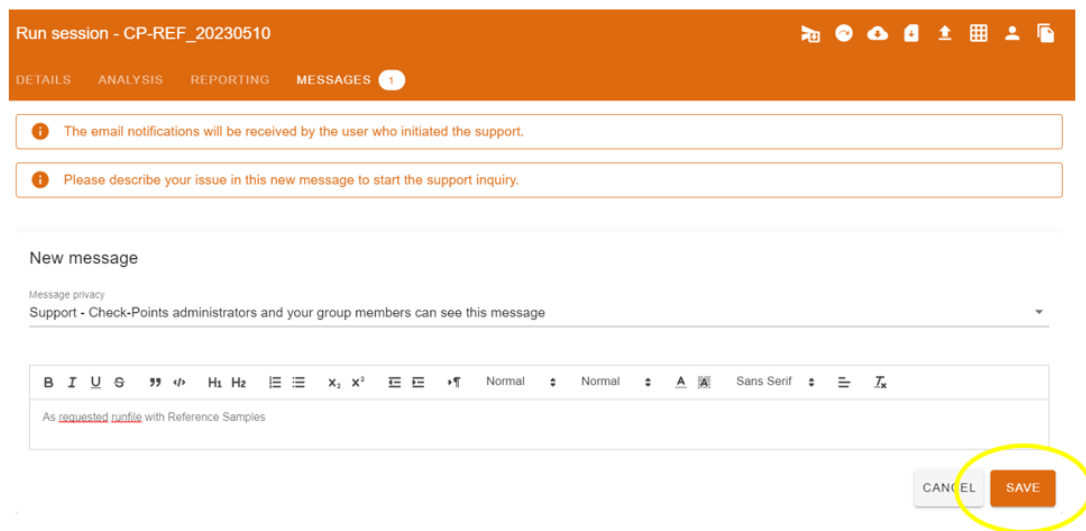 Run session - CP-REF_20230510
DETAILS ANALYSIS REPORTING MESSAGES 1
The email notifications will be received by the user who initiated the support.
Please describe your issue in this new message to start the support inquiry.
New message
Message privacy
Support - Check-Points administrators and your group members can see this message
B I U S ” </> H1 H2 X2 X² ¶ Normal Normal A A Sans Serif Tx
As requested runfile with Reference Samples
CANCEL SAVE